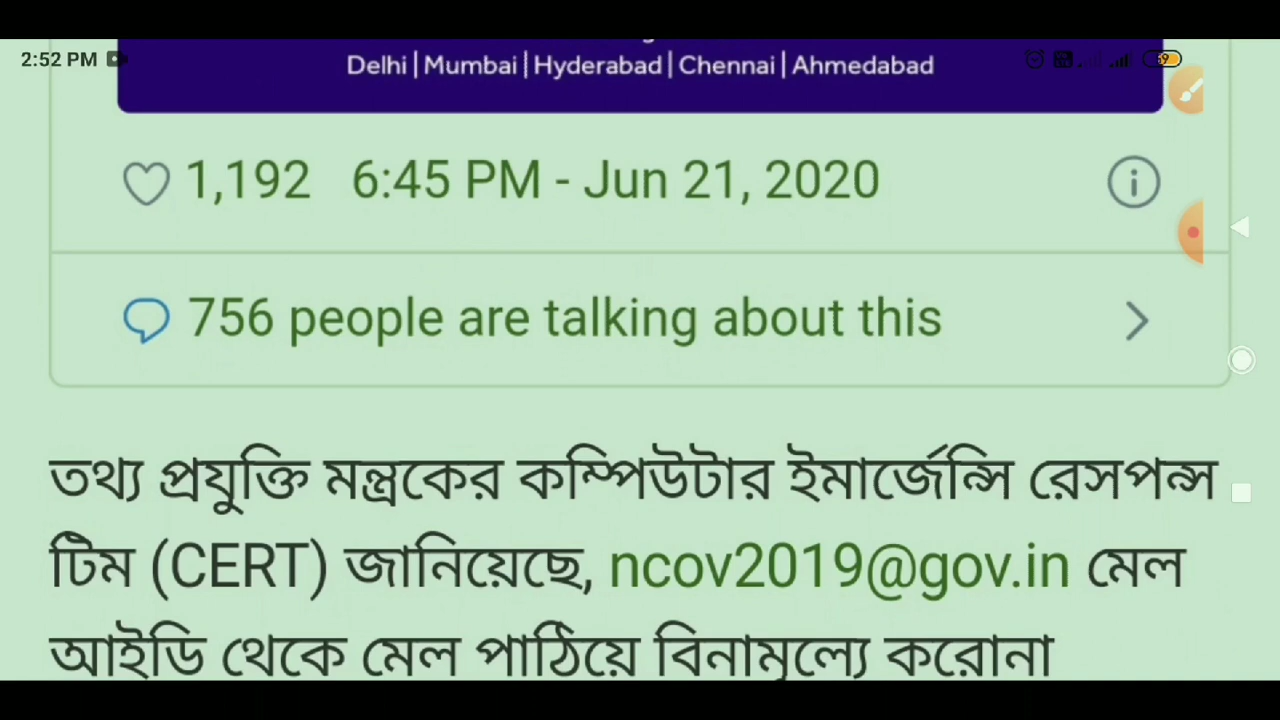 2:52 PM
59
Delhi | Mumbai | Hyderabad | Chennai | Ahmedabad
1,192 6:45 PM - Jun 21, 2020
756 people are talking about this
তথ্য প্রযুক্তি মন্ত্রকের কম্পিউটার ইমার্জেন্সি রেসপন্স
টিম (CERT) জানিয়েছে, ncov2019@gov.in মেল
আইডি থেকে মেল পাঠিয়ে বিনামূল্যে করোনা